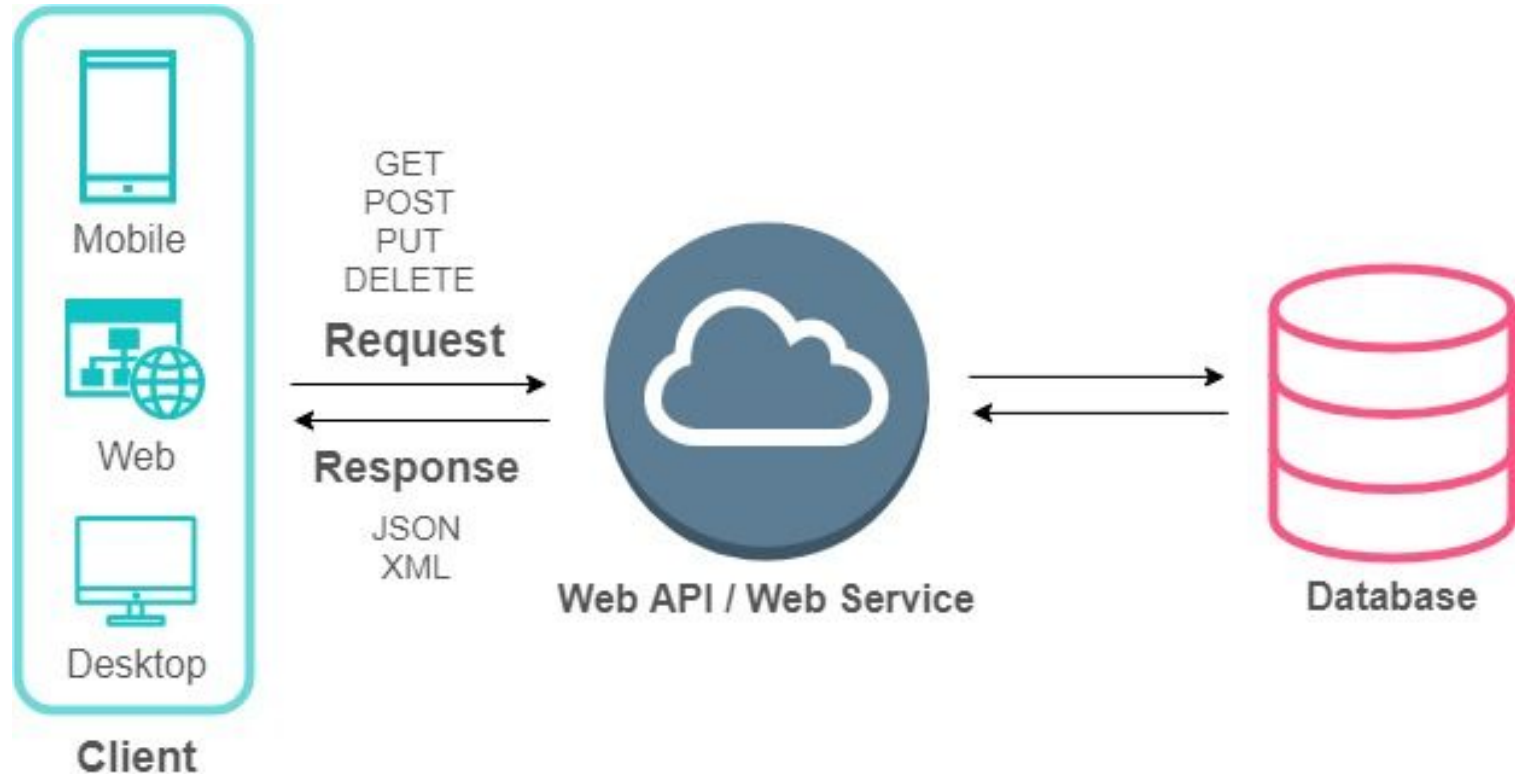 Mobile
Web
Desktop
Client
GET
POST
PUT
DELETE
Request
Response
JSON
XML
Web API / Web Service
Database